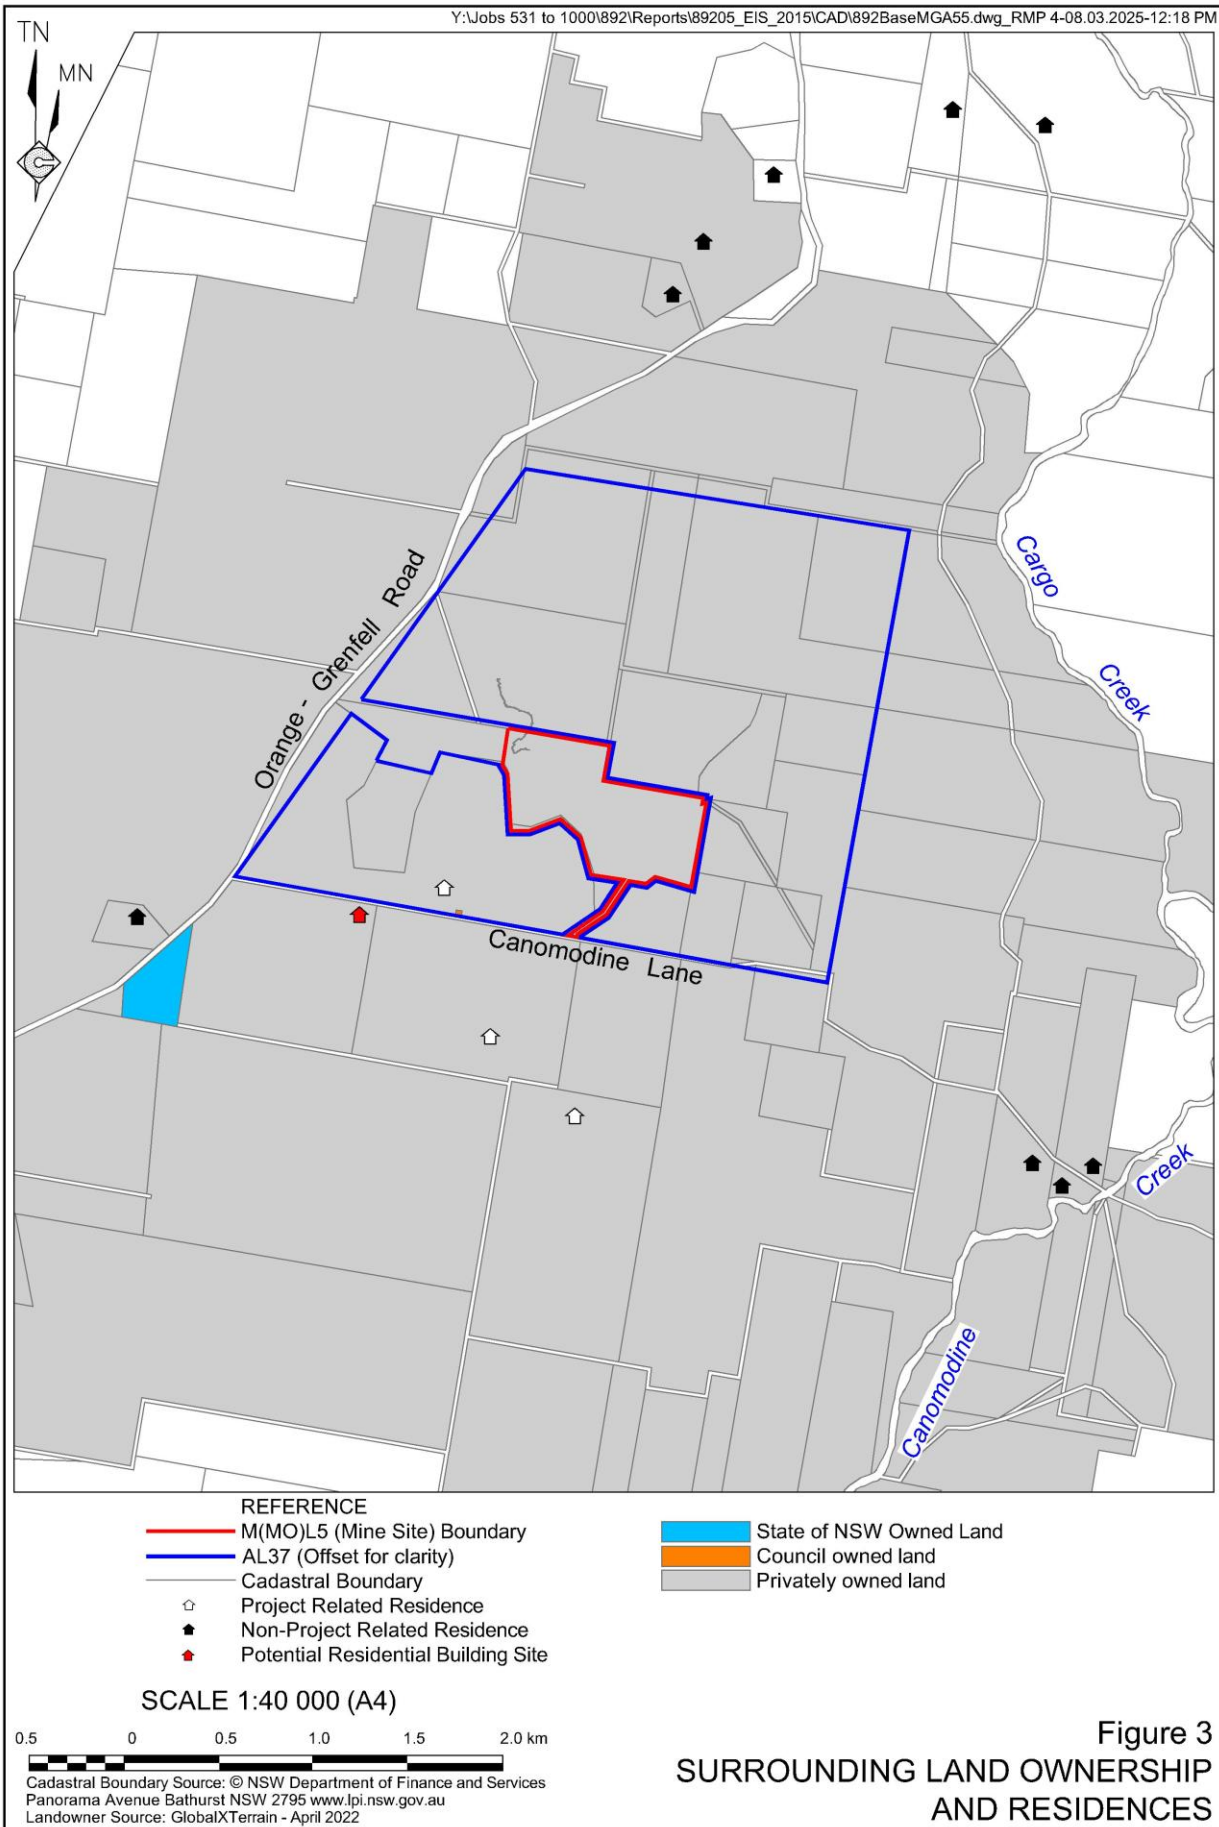 Y:\Jobs 531 to 1000\892\Reports\89205_EIS_2015\CAD\892BaseMGA55.dwg_RMP 4-08.03.2025-12:18 PM
TN
MN
Orange - Grenfell Road
Cargo
Creek
Canomodine Lane
Creek
Canomodine
REFERENCE
M(MO)L5 (Mine Site) Boundary
AL37 (Offset for clarity)
Cadastral Boundary
Project Related Residence
Non-Project Related Residence
Potential Residential Building Site
State of NSW Owned Land
Council owned land
Privately owned land
SCALE 1:40 000 (A4)
0.5 0 0.5 1.0 1.5 2.0 km
Cadastral Boundary Source: © NSW Department of Finance and Services
Panorama Avenue Bathurst NSW 2795 www.lpi.nsw.gov.au
Landowner Source: GlobalXTerrain - April 2022
Figure 3
SURROUNDING LAND OWNERSHIP
AND RESIDENCES